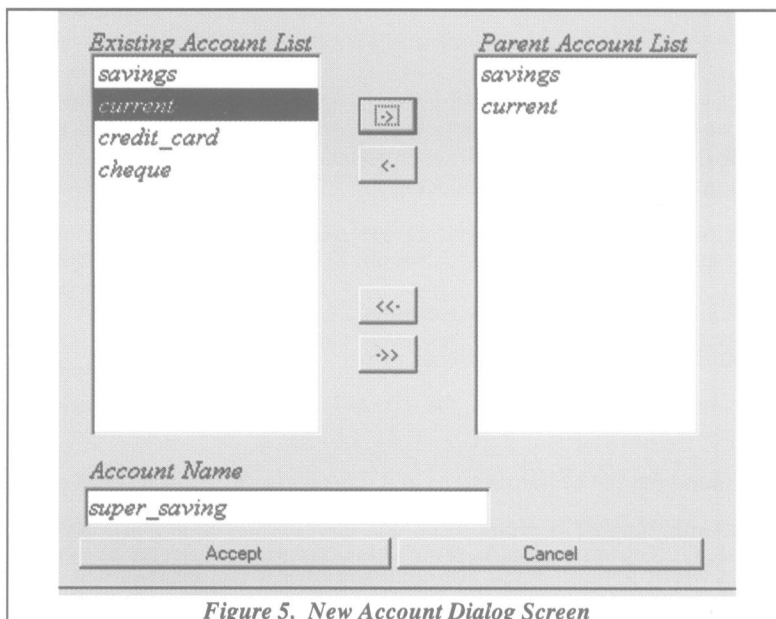 Existing Account List
savings
current
credit_card
cheque
->
<-
<<-
->>
Parent Account List
savings
current
Account Name
super_saving
Accept
Cancel
Figure 5. New Account Dialog Screen